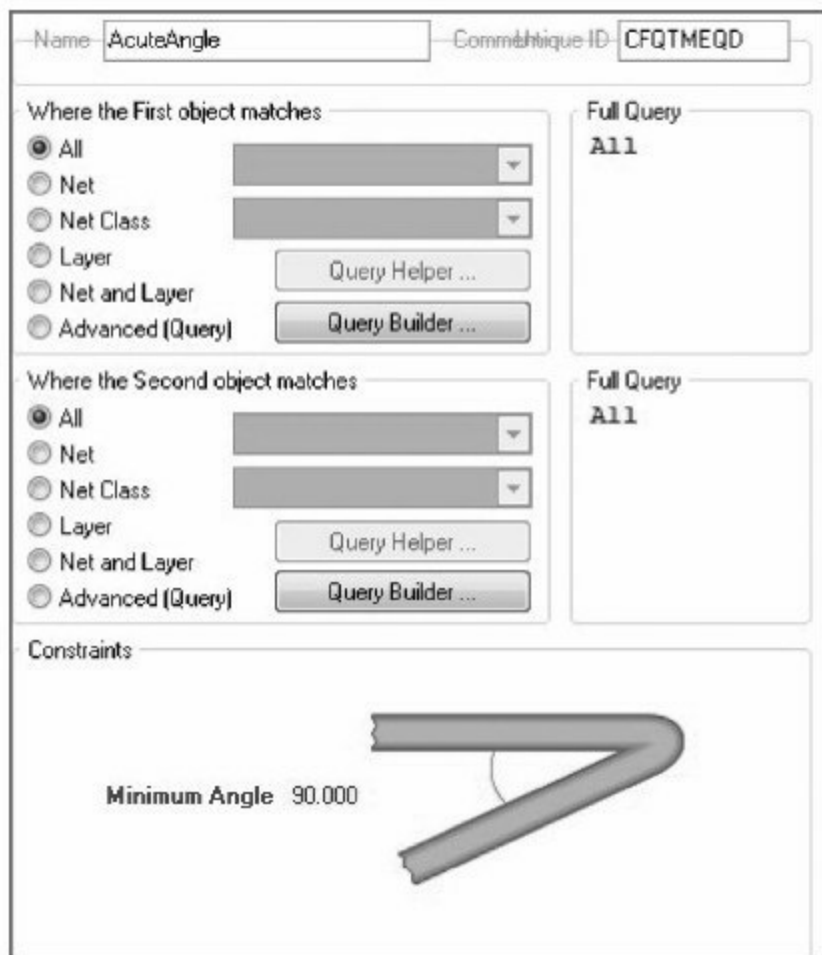 Name AcuteAngle Comment Unique ID CFQTMEQD
Where the First object matches
All
Net
Net Class
Layer
Net and Layer
Advanced (Query)
Query Helper ...
Query Builder ...
Full Query
All
Where the Second object matches
All
Net
Net Class
Layer
Net and Layer
Advanced (Query)
Query Helper ...
Query Builder ...
Full Query
All
Constraints
Minimum Angle 90.000